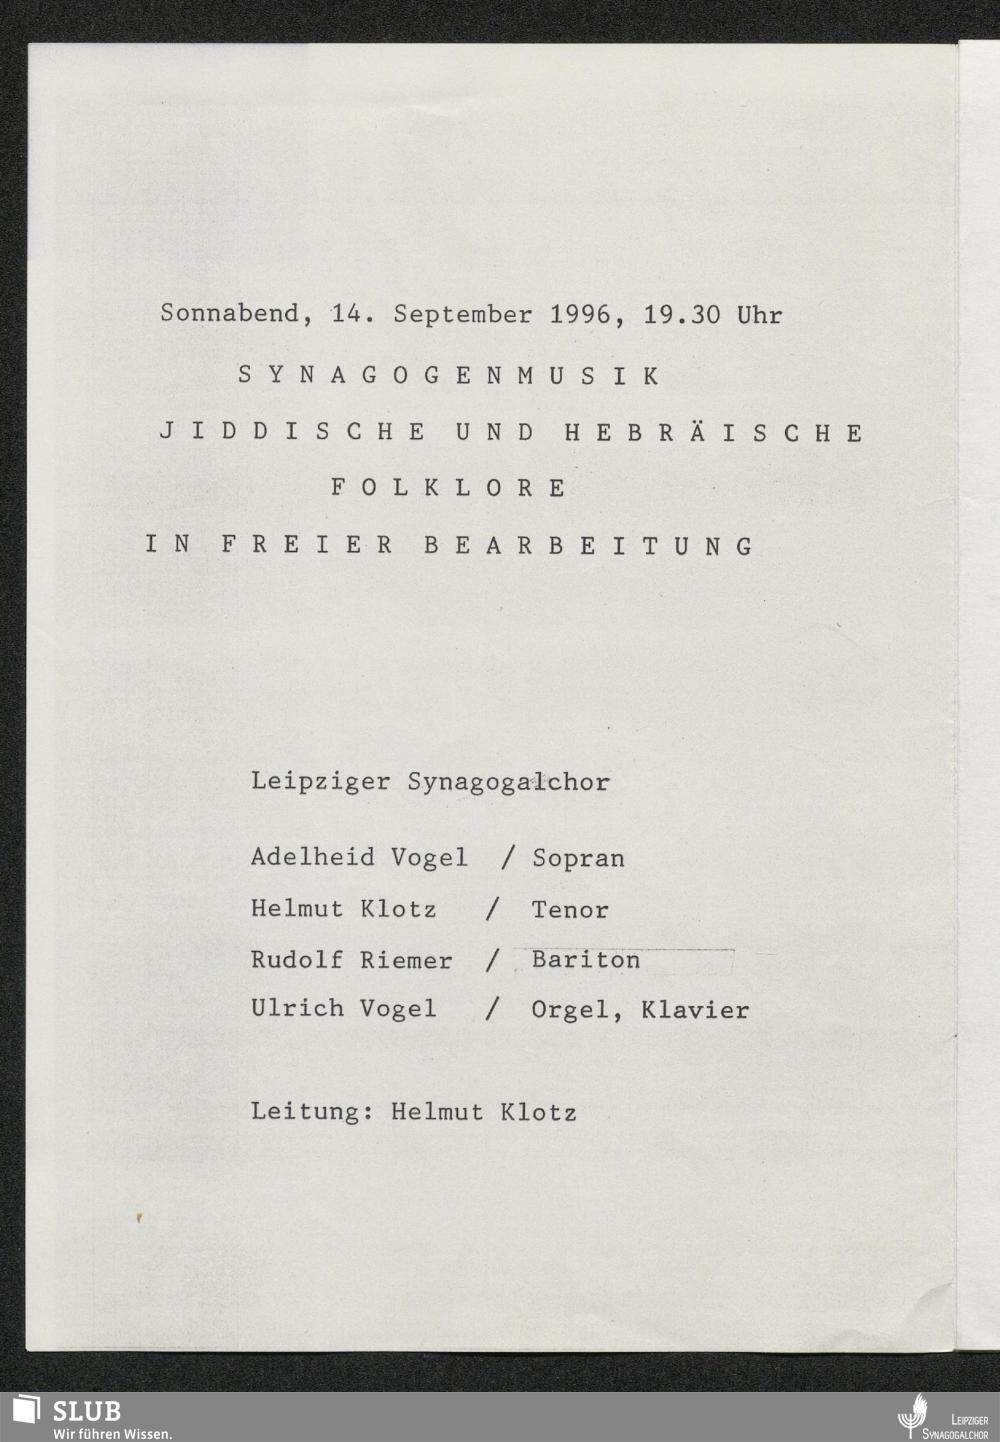 Sonnabend, 14. September 1996, 19.30 Uhr
S Y N A G O G E N M U S I K
J I D D I S C H E  U N D  H E B R Ä I S C H E
F O L K L O R E
I N  F R E I E R  B E A R B E I T U N G
Leipziger Synagogalchor
Adelheid Vogel / Sopran
Helmut Klotz / Tenor
Rudolf Riemer / Bariton
Ulrich Vogel / Orgel, Klavier
Leitung: Helmut Klotz
SLUB
Wir führen Wissen.
LEIPZIGER
SYNAGOGALCHOR